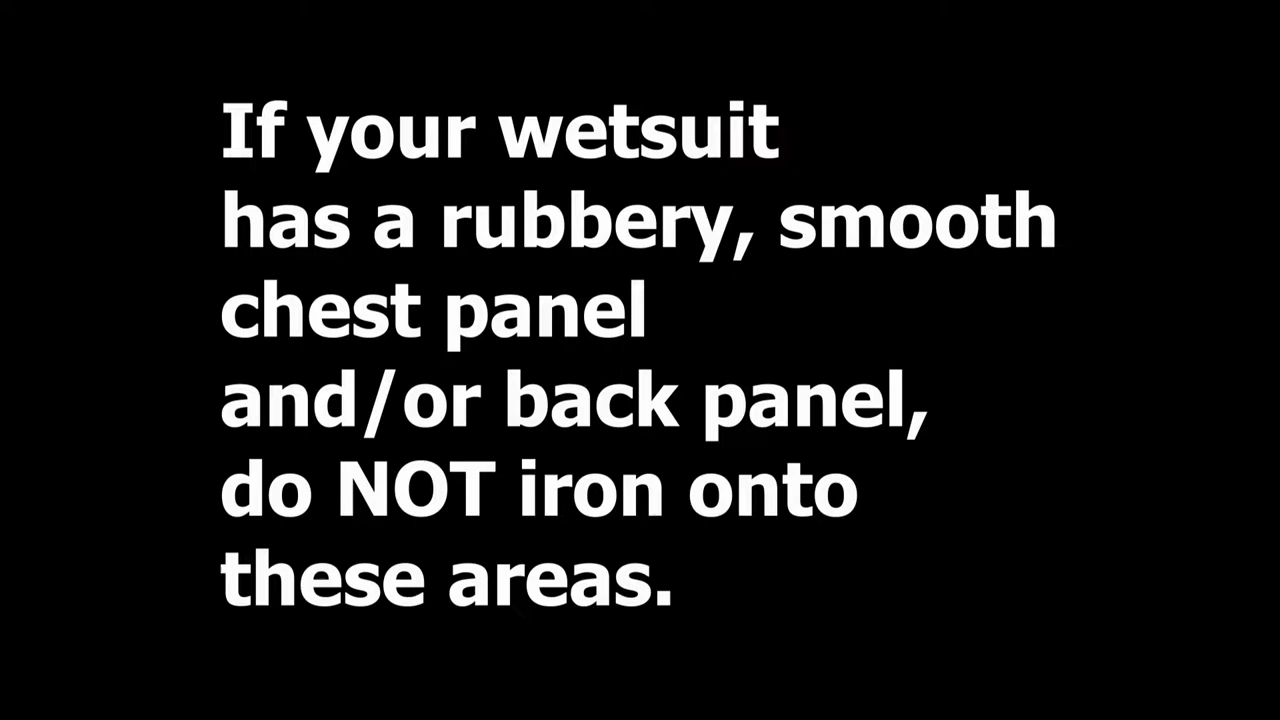 If your wetsuit
has a rubbery, smooth
chest panel
and/or back panel,
do NOT iron onto
these areas.